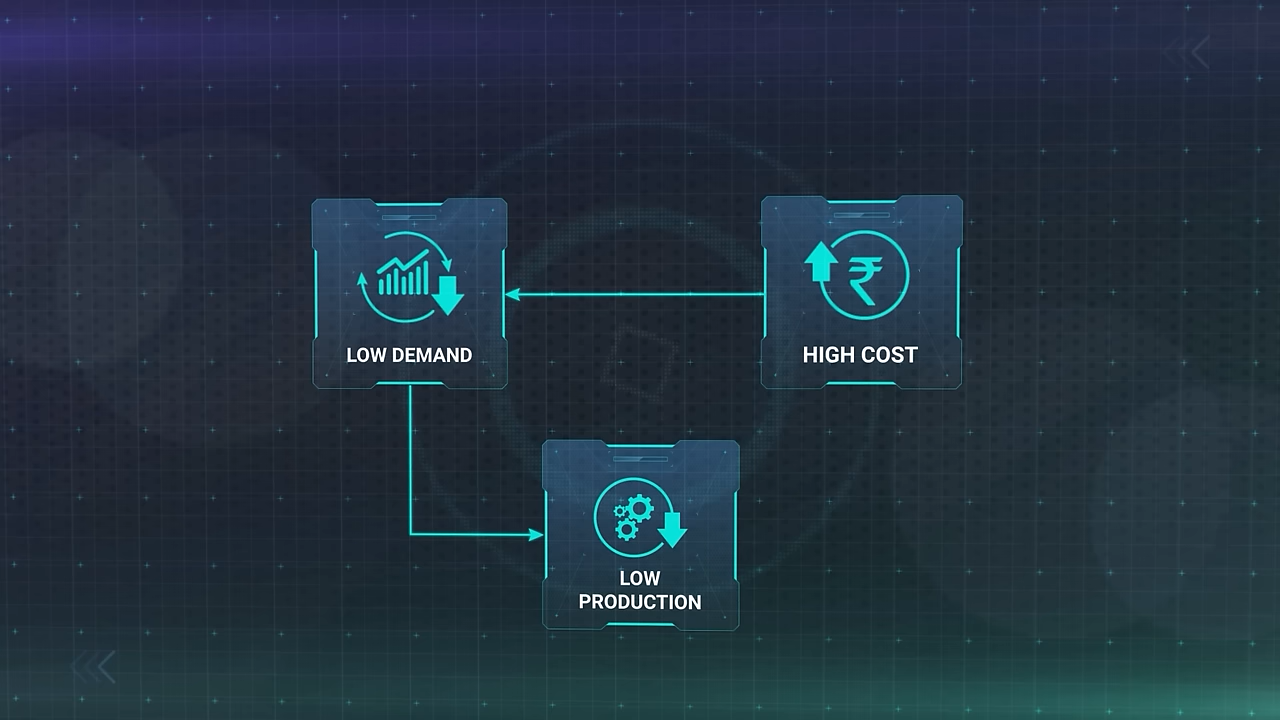 LOW DEMAND
₹
HIGH COST
LOW
PRODUCTION